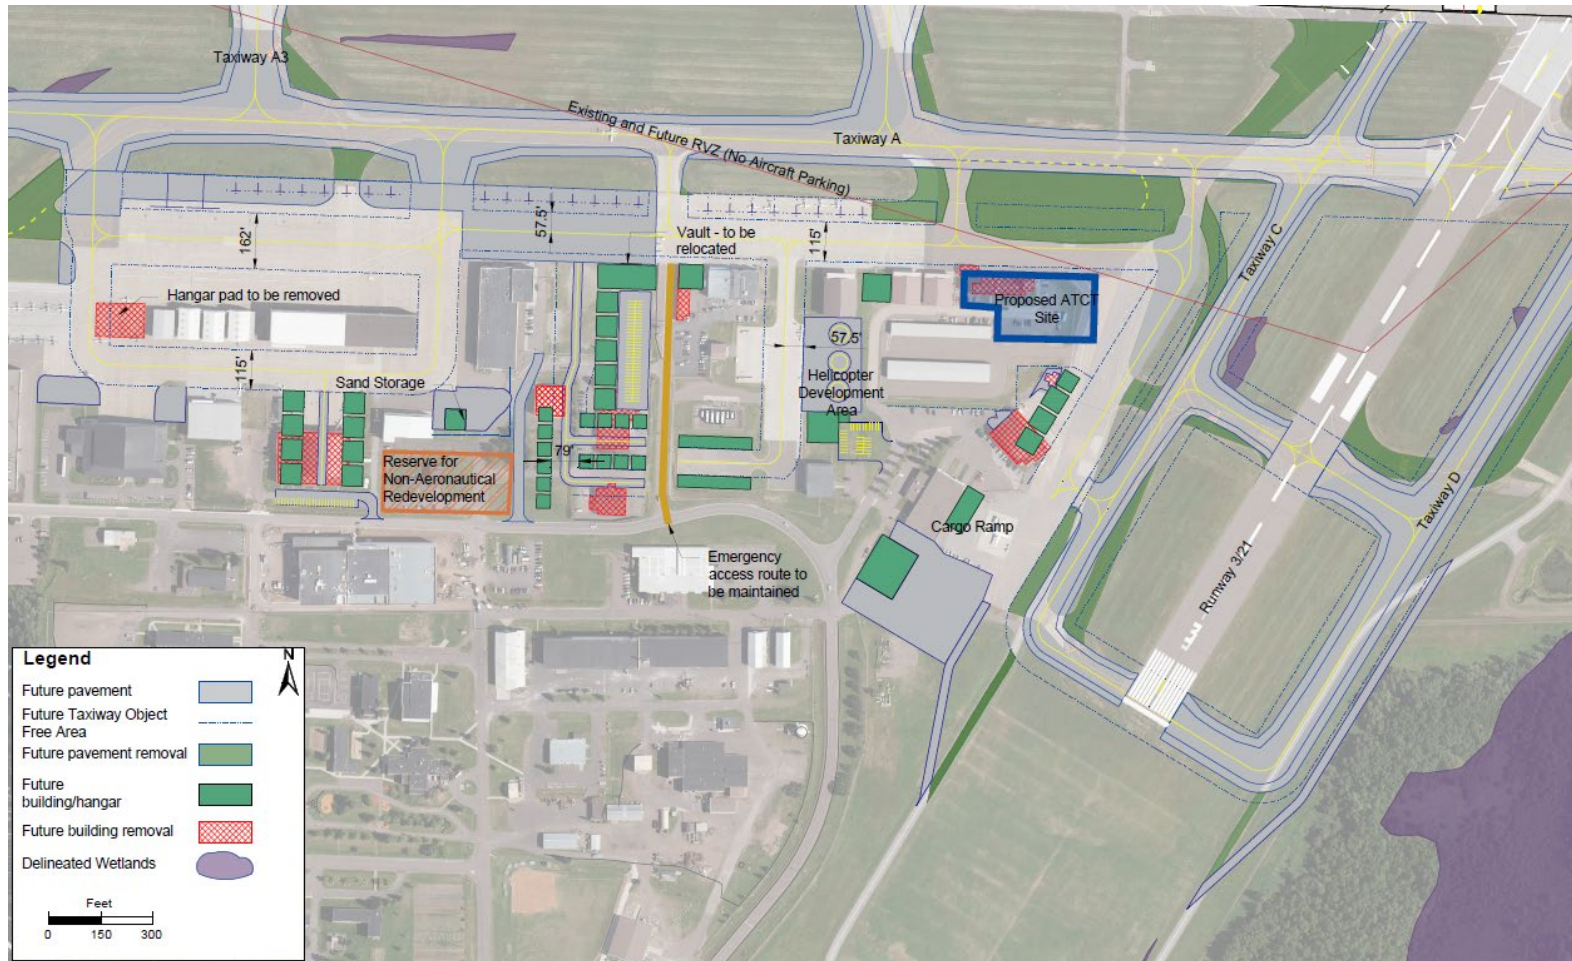 Taxiway A3
Existing and Future RVZ (No Aircraft Parking)
Taxiway A
Taxiway C
162'
57.5'
Vault - to be
relocated
115'
Hangar pad to be removed
Proposed ATCT
Site
57.5'
115'
Sand Storage
Helicopter
Development
Area
79'
Reserve for
Non-Aeronautical
Redevelopment
Taxiway D
Cargo Ramp
Emergency
access route to
be maintained
Runway 3/21
Legend
N
Future pavement
Future Taxiway Object
Free Area
Future pavement removal
Future
building/hangar
Future building removal
Delineated Wetlands
Feet
0 150 300